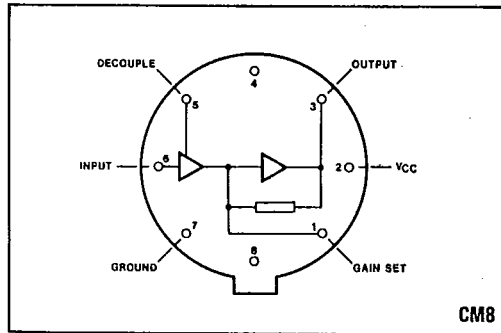 DECOUPLE
OUTPUT
4
5
3
INPUT
6
2
VCC
7
1
8
GROUND
GAIN SET
CM8